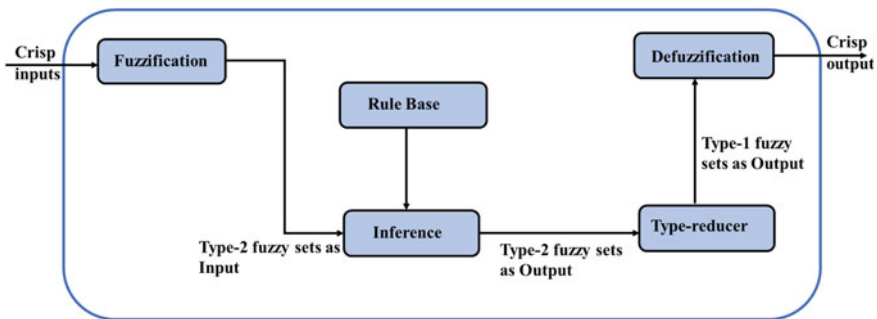 Crisp
inputs
Fuzzification
Rule Base
Defuzzification
Crisp
output
Type-1 fuzzy
sets as Output
Inference
Type-reducer
Type-2 fuzzy sets as
Input
Type-2 fuzzy sets
as Output